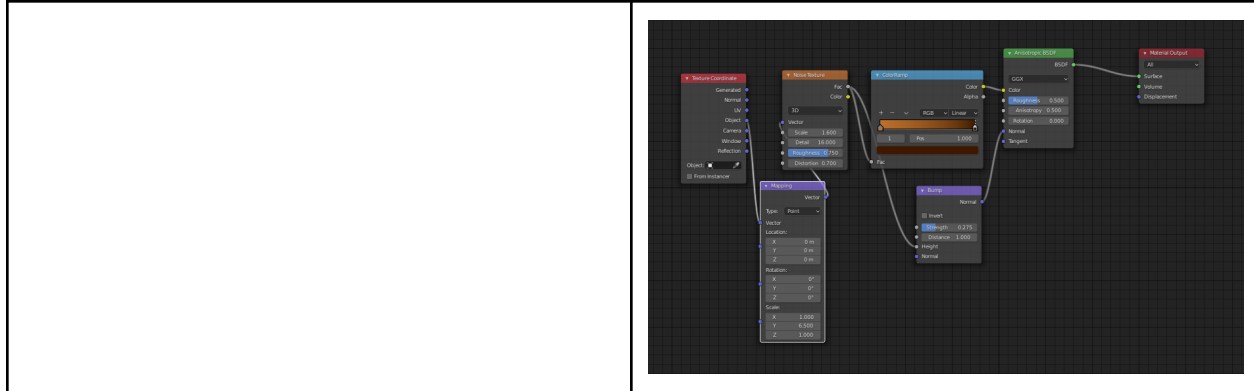 Texture Coordinate
Generated
Normal
UV
Object
Camera
Window
Reflection
Object:
From Instancer
Noise Texture
Fac
Color
3D
Vector
Scale 1.600
Detail 16.000
Roughness 0.750
Distortion 0.700
Mapping
Vector
Type: Point
Vector
Location:
X 0 m
Y 0 m
Z 0 m
Rotation:
X 0°
Y 0°
Z 0°
Scale:
X 1.000
Y 6.500
Z 1.000
ColorRamp
Color
Alpha
RGB Linear
1 Pos 1.000
Fac
Bump
Normal
Invert
Strength 0.275
Distance 1.000
Height
Normal
Anisotropic BSDF
BSDF
GGX
Color
Roughness 0.500
Anisotropy 0.500
Rotation 0.000
Normal
Tangent
Material Output
All
Surface
Volume
Displacement